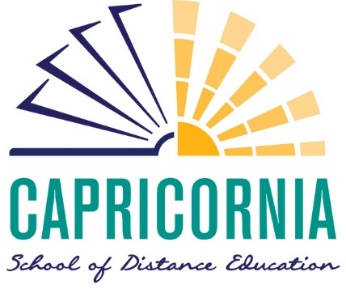 CAPRICORNIA
School of Distance Education